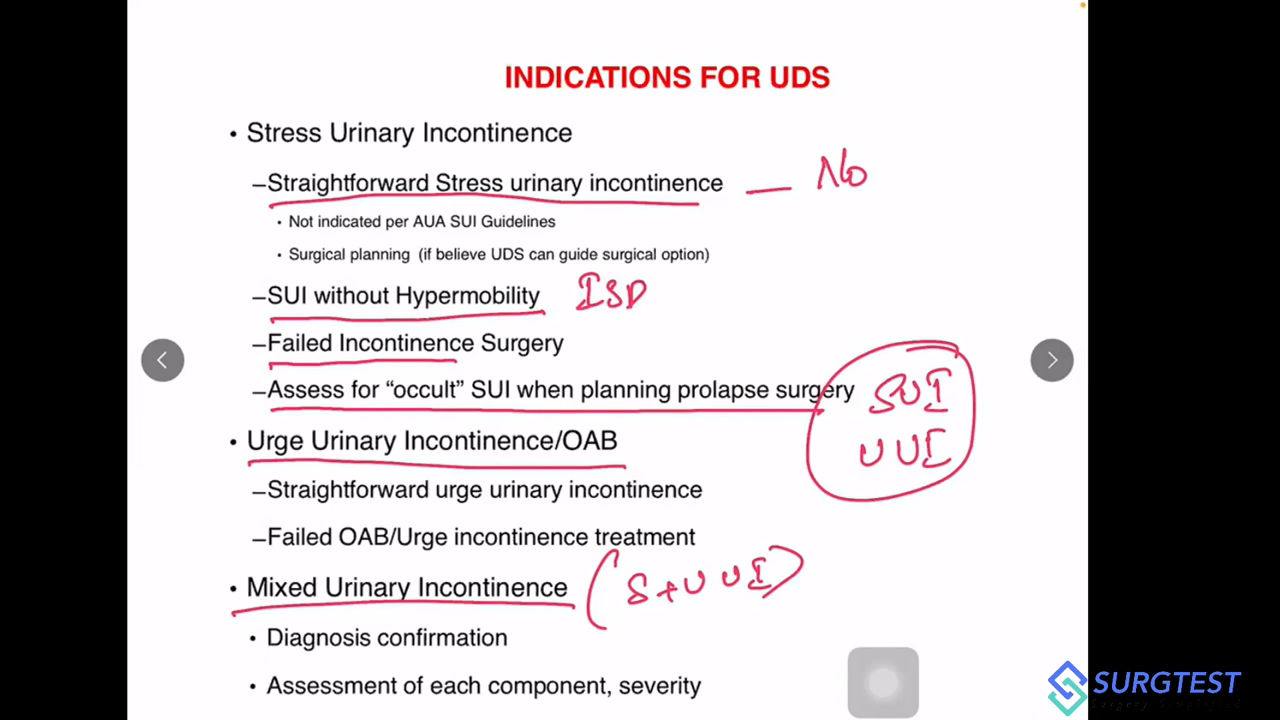 INDICATIONS FOR UDS
• Stress Urinary Incontinence
–Straightforward Stress urinary incontinence — No
• Not indicated per AUA SUI Guidelines
• Surgical planning (if believe UDS can guide surgical option)
–SUI without Hypermobility ISD
–Failed Incontinence Surgery
–Assess for “occult” SUI when planning prolapse surgery
SUI
UUI
• Urge Urinary Incontinence/OAB
–Straightforward urge urinary incontinence
–Failed OAB/Urge incontinence treatment
• Mixed Urinary Incontinence (S+U UI)
• Diagnosis confirmation
• Assessment of each component, severity
SURGTEST
Surgery Simplified